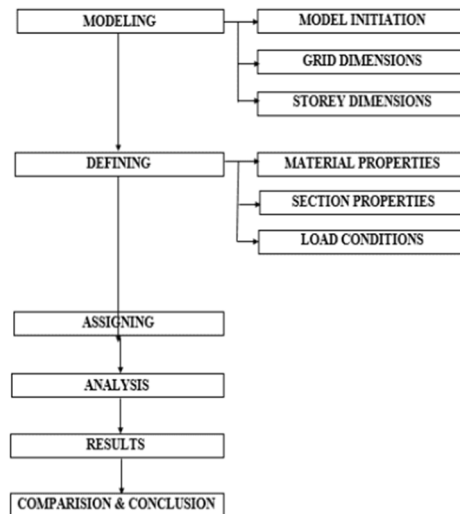 MODELING
MODEL INITIATION
GRID DIMENSIONS
STOREY DIMENSIONS
DEFINING
MATERIAL PROPERTIES
SECTION PROPERTIES
LOAD CONDITIONS
ASSIGNING
ANALYSIS
RESULTS
COMPARISION & CONCLUSION